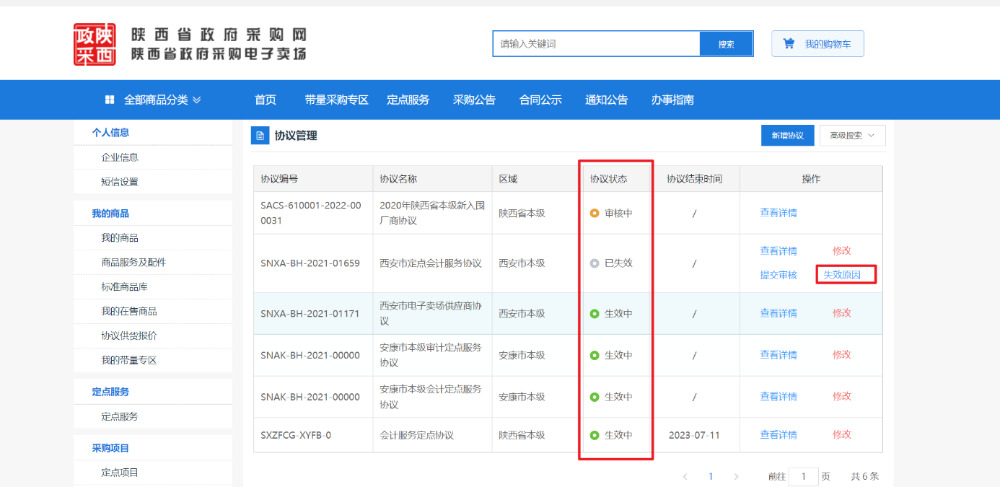 政陕
采西
陕西省政府采购网
陕西省政府采购电子卖场
请输入关键词
搜索
我的购物车
全部商品分类
首页
带量采购专区
定点服务
采购公告
合同公示
通知公告
办事指南
个人信息
企业信息
短信设置
我的商品
我的商品
商品服务及配件
标准商品库
我的在售商品
协议供货报价
我的带量专区
定点服务
定点服务
采购项目
定点项目
协议管理
新增协议
高级搜索
协议编号
协议名称
区域
协议状态
协议结束时间
操作
SACS-610001-2022-00
0031
2020年陕西省本级新入围
厂商协议
陕西省本级
审核中
/
查看详情
SNXA-BH-2021-01659
西安市定点会计服务协议
西安市本级
已失效
/
查看详情
修改
提交审核
失效原因
SNXA-BH-2021-01171
西安市电子卖场供应商协
议
西安市本级
生效中
/
查看详情
修改
SNAK-BH-2021-00000
安康市本级审计定点服务
协议
安康市本级
生效中
/
查看详情
修改
SNAK-BH-2021-00000
安康市本级会计定点服务
协议
安康市本级
生效中
/
查看详情
修改
SXZFCG-XYFB-0
会计服务定点协议
陕西省本级
生效中
2023-07-11
查看详情
修改
1
前往
1
页
共 6 条